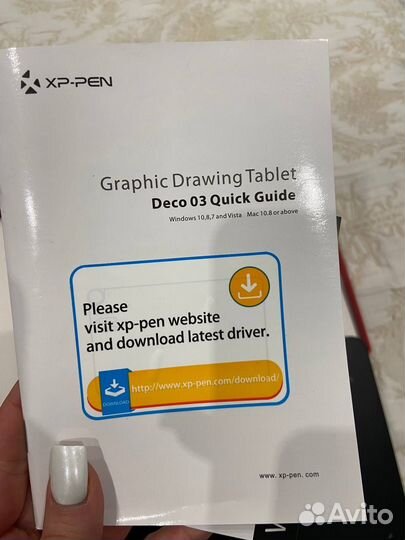 XP-PEN
Graphic Drawing Tablet
Deco 03 Quick Guide
Windows 10,8,7 and Vista Mac 10.8 or above
Please
visit xp-pen website
and download latest driver.
DOWNLOAD
http://www.xp-pen.com/download/
www.xp-pen.com
Avito